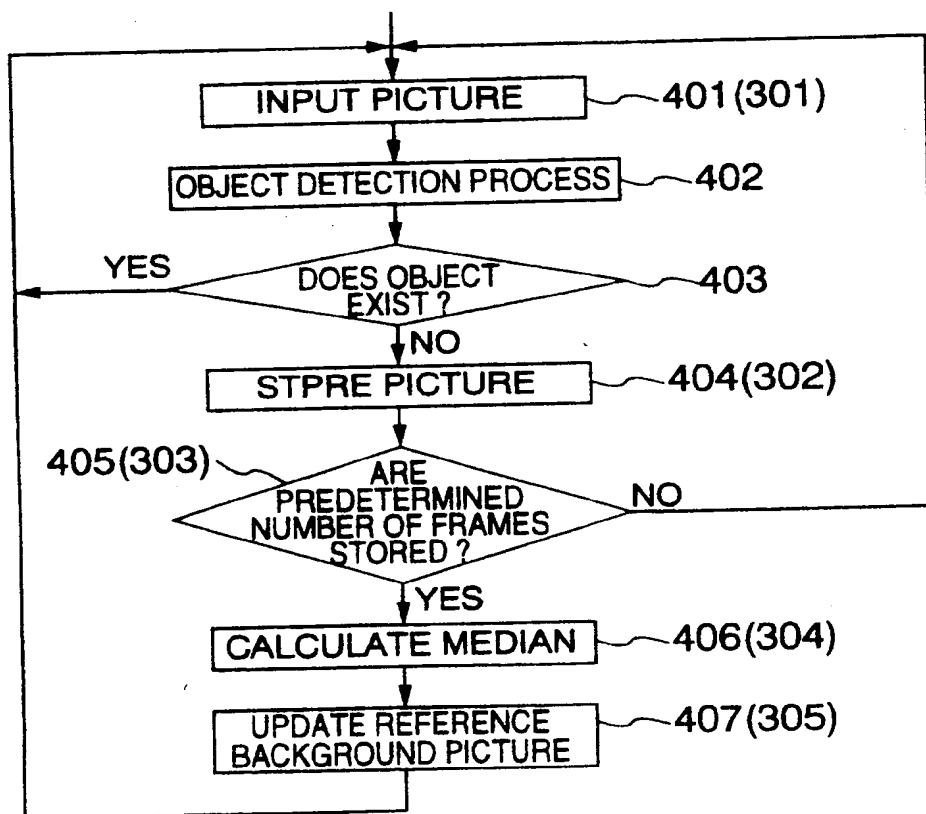 INPUT PICTURE
401(301)
OBJECT DETECTION PROCESS
402
YES
DOES OBJECT
EXIST ?
403
NO
STPRE PICTURE
404(302)
405(303)
ARE
PREDETERMINED
NUMBER OF FRAMES
STORED ?
NO
YES
CALCULATE MEDIAN
406(304)
UPDATE REFERENCE
BACKGROUND PICTURE
407(305)